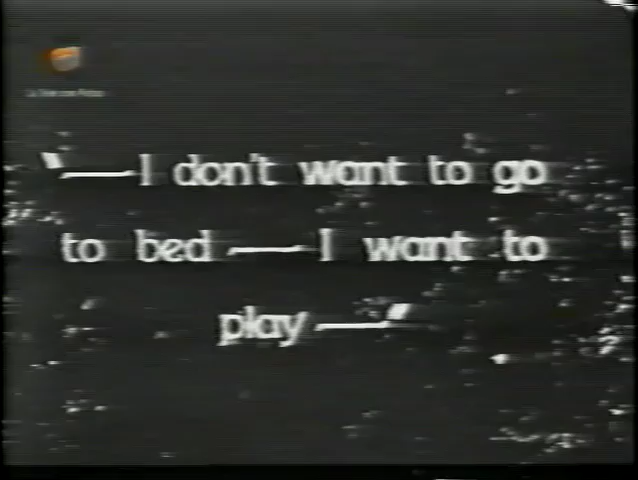 "—I don't want to go
to bed—I want to
play—"